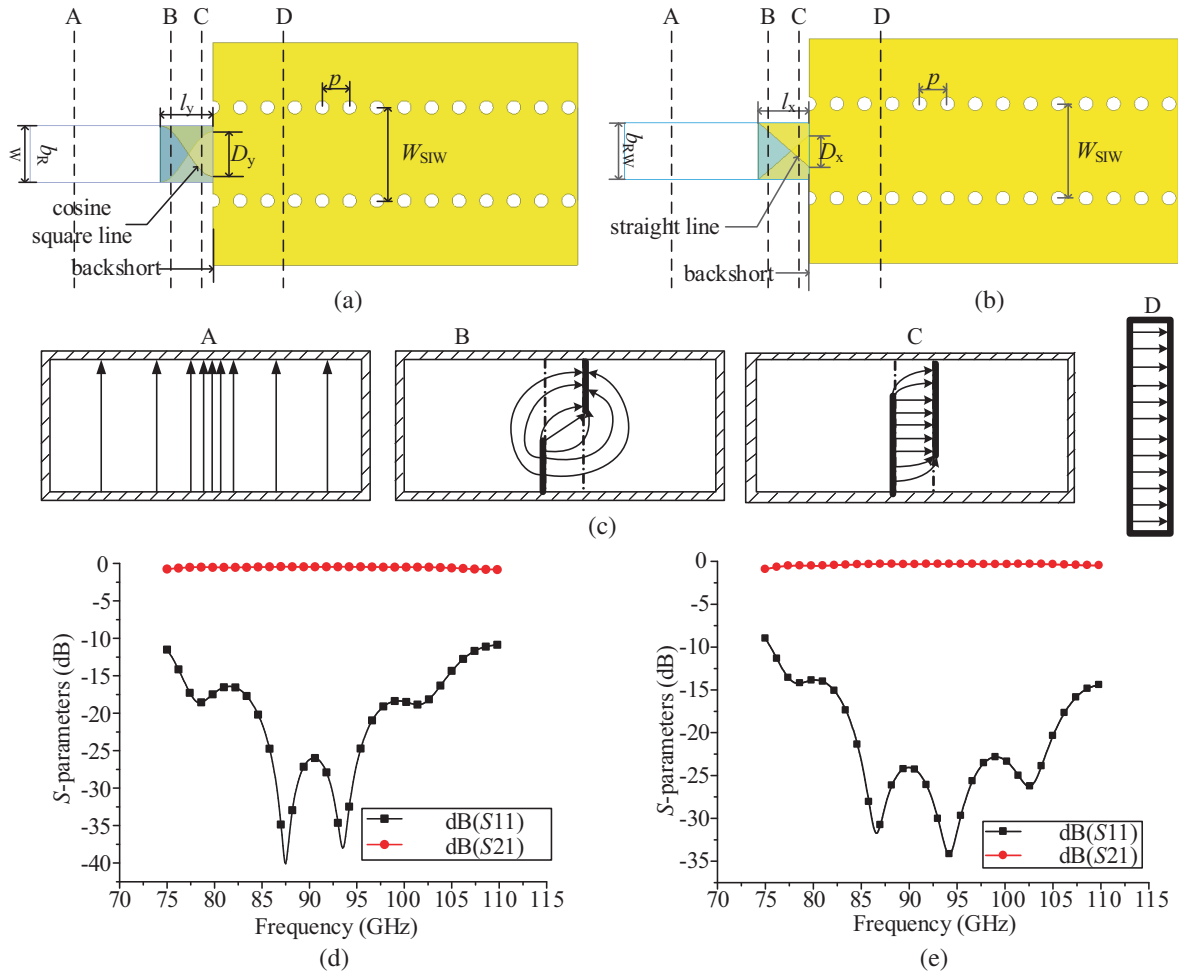 A B C D
l_y
p
b_R
W
D_y
W_SIW
cosine
square line
backshort
(a)
A B C D
l_x
p
b_RW
D_x
W_SIW
straight line
backshort
(b)
A
B
C
D
(c)
0
-5
-10
-15
-20
-25
-30
-35
-40
S-parameters (dB)
dB(S11)
dB(S21)
70 75 80 85 90 95 100 105 110 115
Frequency (GHz)
(d)
0
-5
-10
-15
-20
-25
-30
-35
S-parameters (dB)
dB(S11)
dB(S21)
70 75 80 85 90 95 100 105 110 115
Frequency (GHz)
(e)